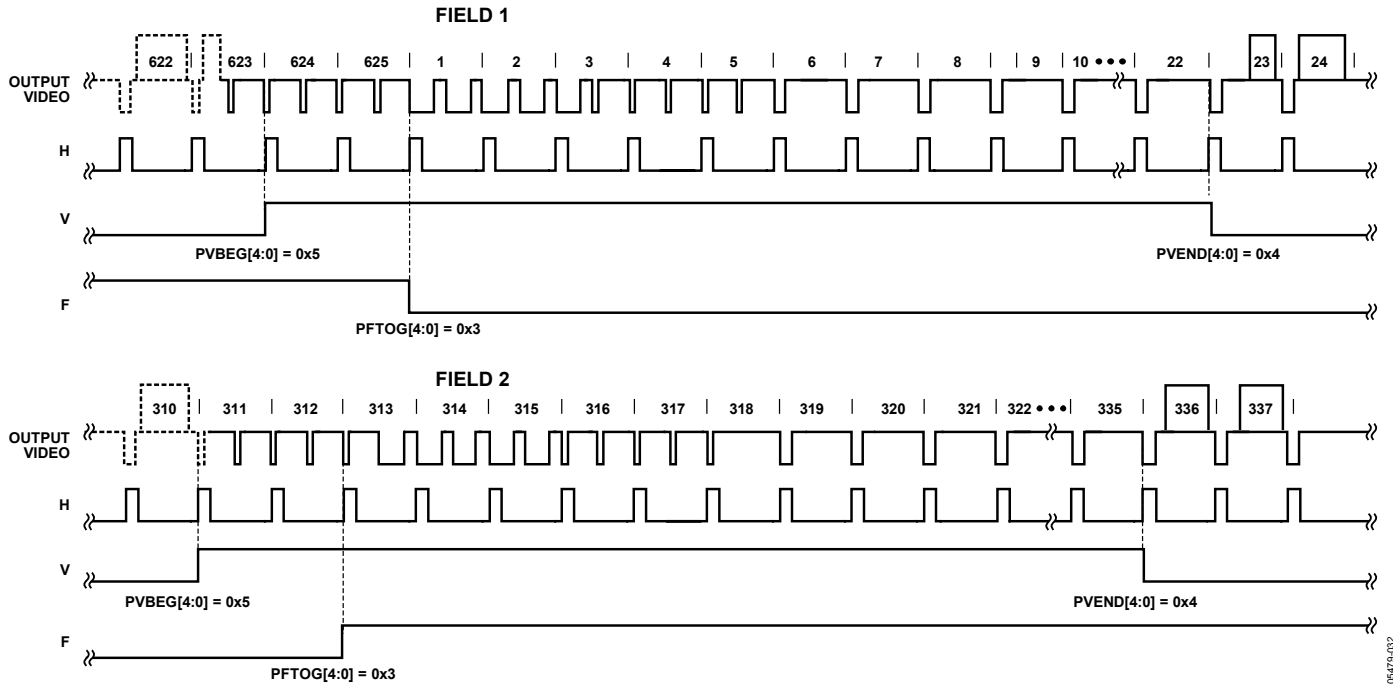 FIELD 1
622 623 624 625 1 2 3 4 5 6 7 8 9 10 ••• 22 23 24
OUTPUT
VIDEO
H
V
PVBEG[4:0] = 0x5
PVEND[4:0] = 0x4
F
PFTOG[4:0] = 0x3
FIELD 2
310 311 312 313 314 315 316 317 318 319 320 321 322 ••• 335 336 337
OUTPUT
VIDEO
H
V
PVBEG[4:0] = 0x5
PVEND[4:0] = 0x4
F
PFTOG[4:0] = 0x3
05479-032